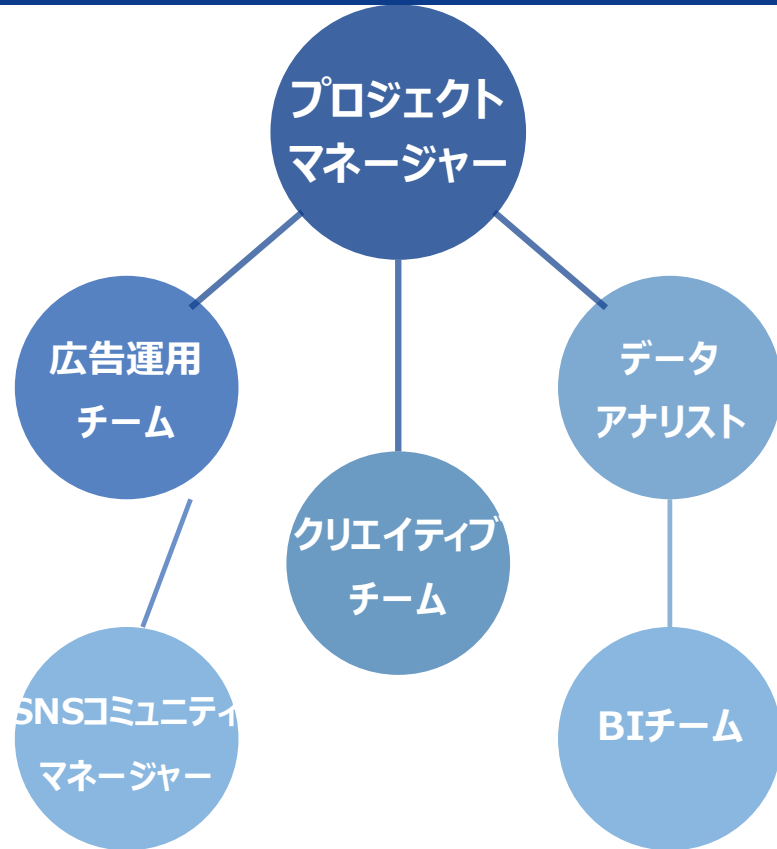 プロジェクト
マネージャー
広告運用
チーム
データ
アナリスト
クリエイティブ
チーム
SNSコミュニティ
マネージャー
BIチーム